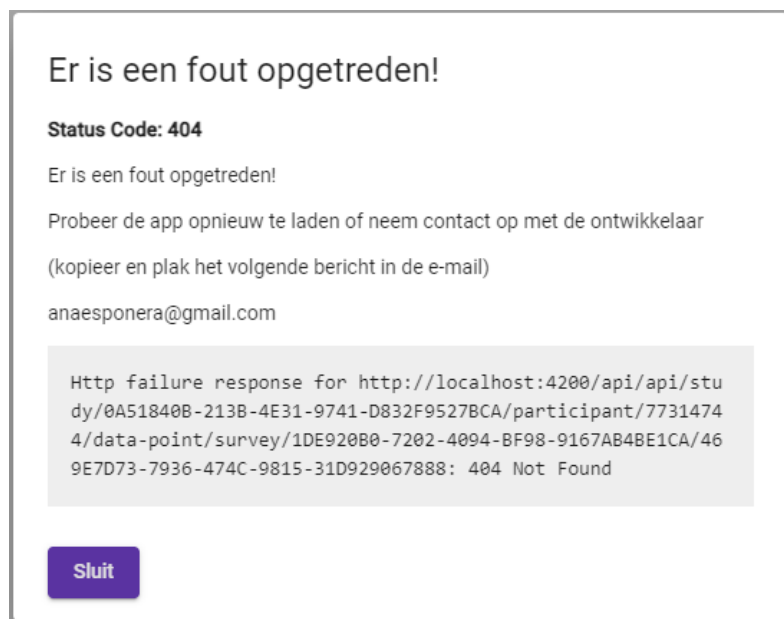 Er is een fout opgetreden!
Status Code: 404
Er is een fout opgetreden!
Probeer de app opnieuw te laden of neem contact op met de ontwikkelaar
(kopieer en plak het volgende bericht in de e-mail)
anaesponera@gmail.com
Http failure response for http://localhost:4200/api/api/stu
dy/0A51840B-213B-4E31-9741-D832F9527BCA/participant/7731474
4/data-point/survey/1DE920B0-7202-4094-BF98-9167AB4BE1CA/46
9E7D73-7936-474C-9815-31D929067888: 404 Not Found
Sluit